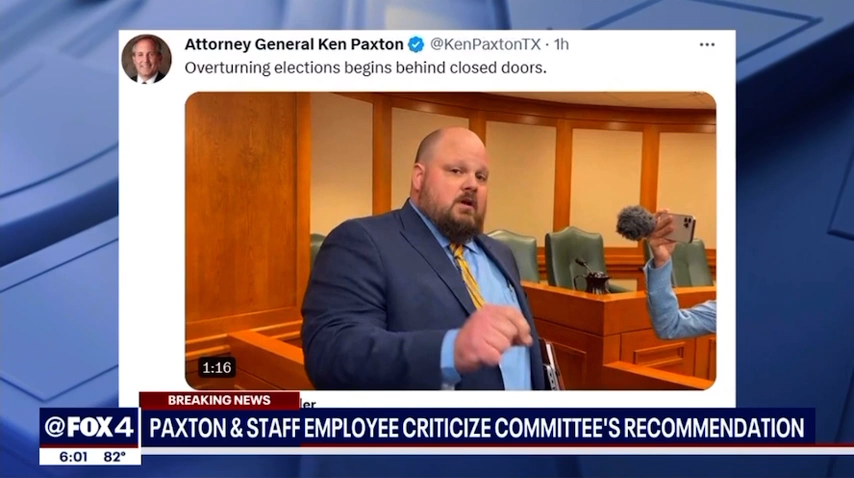 Attorney General Ken Paxton @KenPaxtonTX · 1h
Overturning elections begins behind closed doors.
1:16
ler
BREAKING NEWS
@FOX4
PAXTON & STAFF EMPLOYEE CRITICIZE COMMITTEE'S RECOMMENDATION
6:01 82°